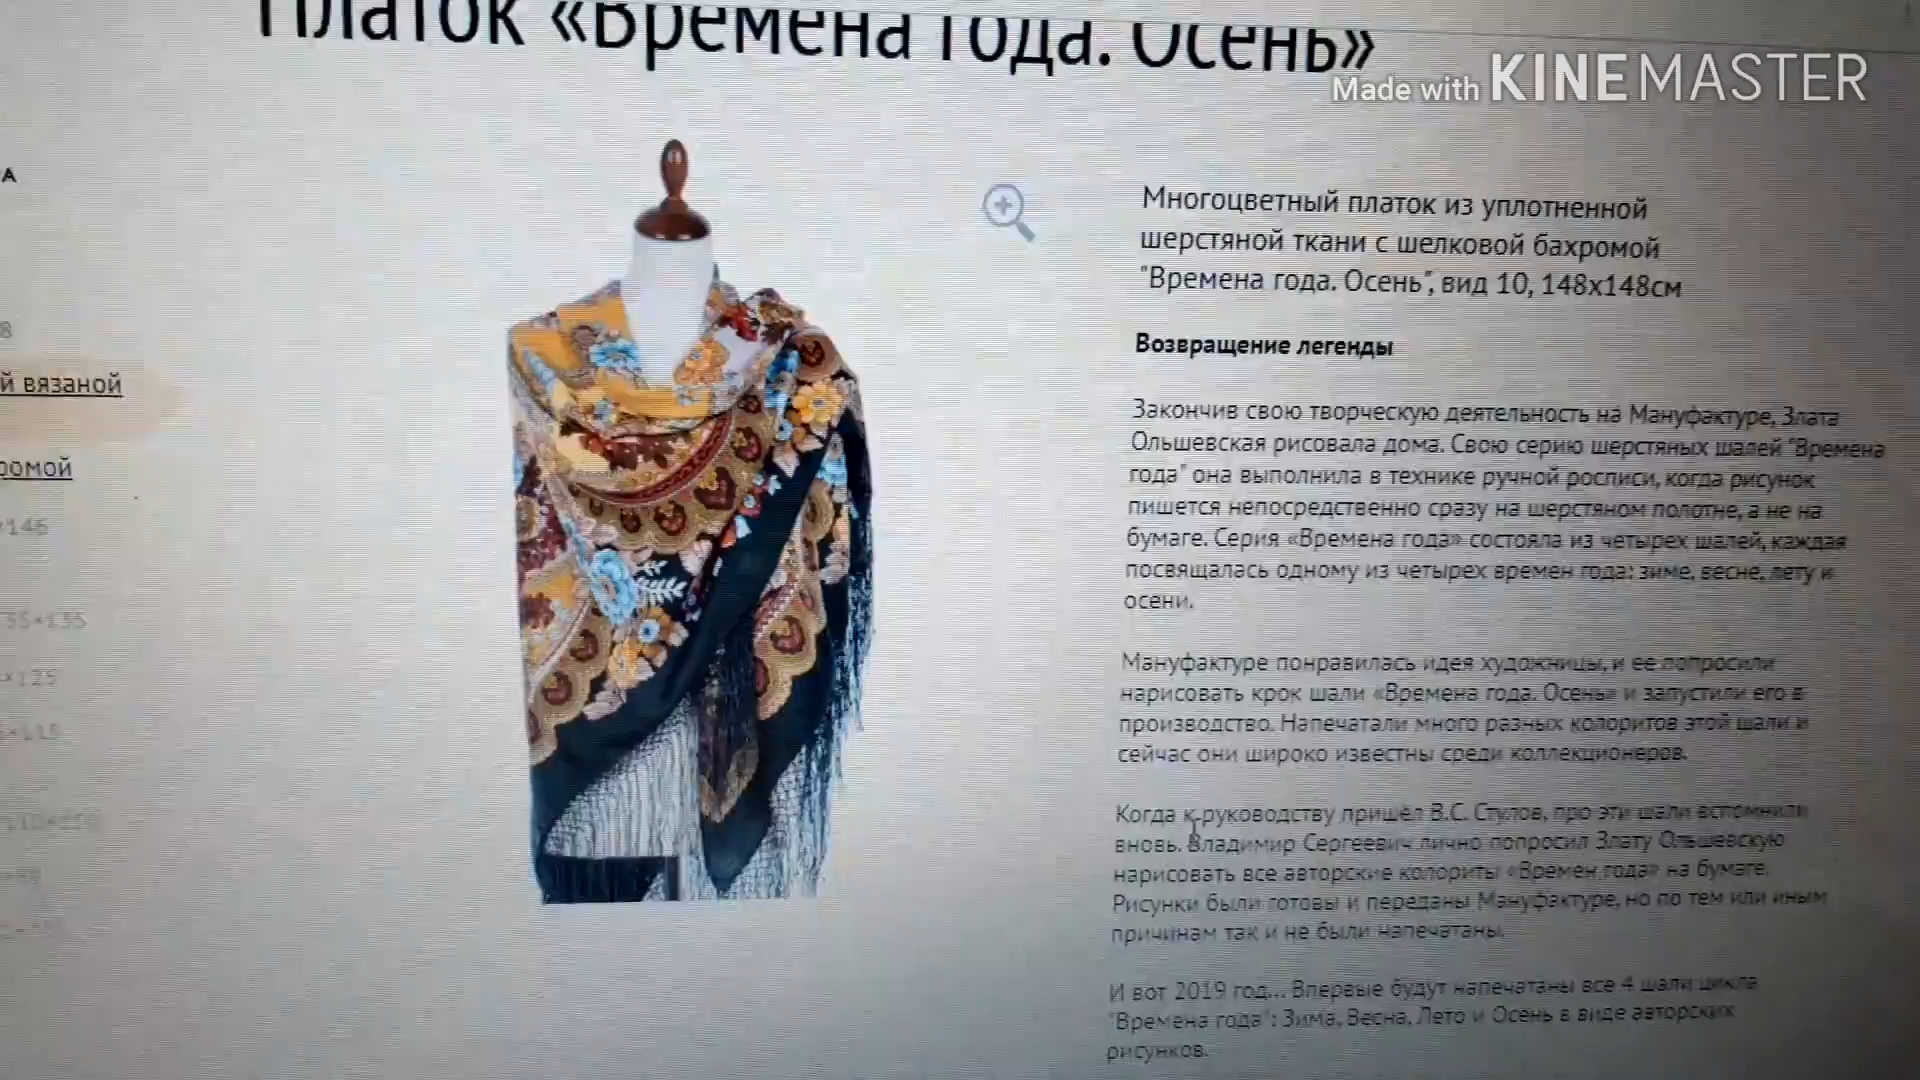 Платок «Времена года. Осень»
Made with KINEMASTER
А
8
й вязаной
ромой
×146
×125
Многоцветный платок из уплотненной
шерстяной ткани с шелковой бахромой
"Времена года. Осень", вид 10, 148х148см
Возвращение легенды
Закончив свою творческую деятельность на Мануфактуре, Злата
Ольшевская рисовала дома. Свою серию шерстяных шалей "Времена
года" она выполнила в технике ручной росписи, когда рисунок
пишется непосредственно сразу на шерстяном полотне, а не на
бумаге. Серия «Времена года» состояла из четырех шалей, каждая
посвящалась одному из четырех времен года: зиме, весне, лету и
осени.
Мануфактуре понравилась идея художницы, и ее попросили
нарисовать крок шали «Времена года. Осень» и запустили его в
производство. Напечатали много разных колоритов этой шали и
сейчас они широко известны среди коллекционеров.
Когда к руководству пришёл В.С. Стулов, про эти шали вспомнили
вновь. Владимир Сергеевич лично попросил Злату Ольшевскую
нарисовать все авторские колориты «Времен года» на бумаге.
Рисунки были готовы и переданы Мануфактуре, но по тем или иным
причинам так и не были напечатаны.
И вот 2019 год... Впервые будут напечатаны все 4 шали цикла
"Времена года": Зима, Весна, Лето и Осень в виде авторских
рисунков.